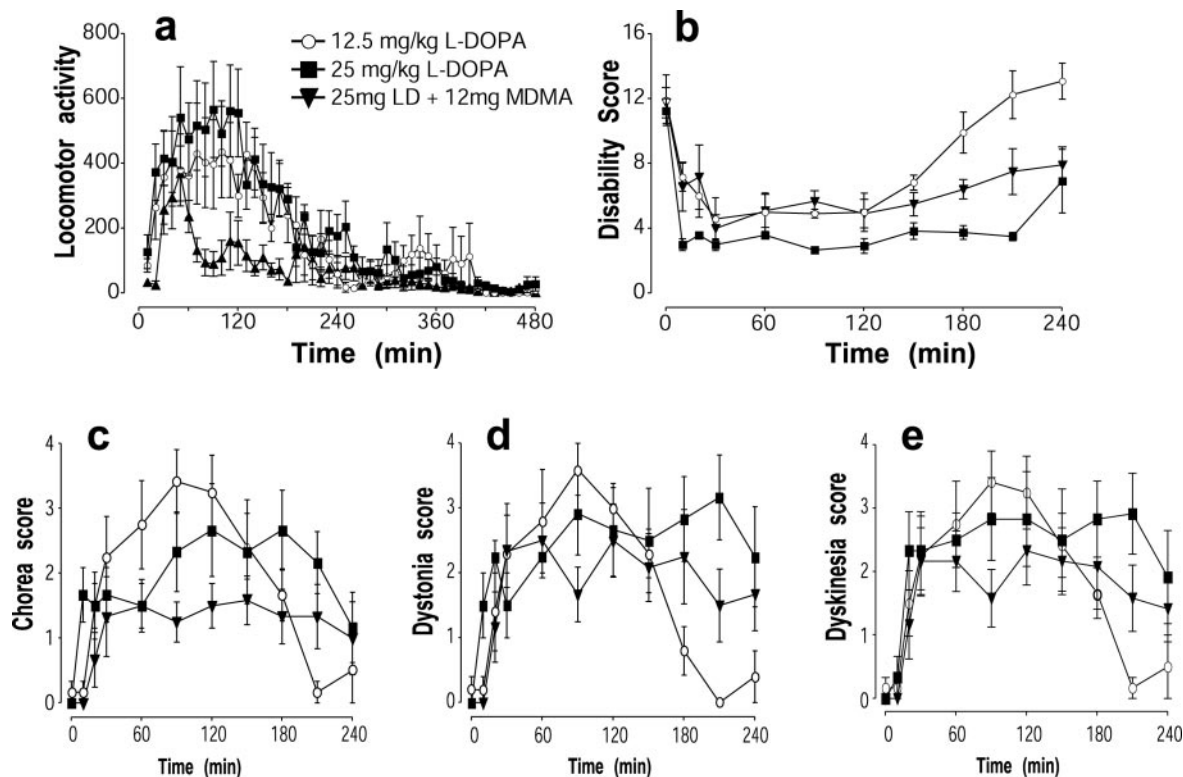 a
800
600
400
200
0
Locomotor activity
12.5 mg/kg L-DOPA
25 mg/kg L-DOPA
25mg LD + 12mg MDMA
0 120 240 360 480
Time (min)
b
16
12
8
4
0
Disability Score
0 60 120 180 240
Time (min)
c
4
3
2
1
0
Chorea score
0 60 120 180 240
Time (min)
d
4
3
2
1
0
Dystonia score
0 60 120 180 240
Time (min)
e
4
3
2
1
0
Dyskinesia score
0 60 120 180 240
Time (min)